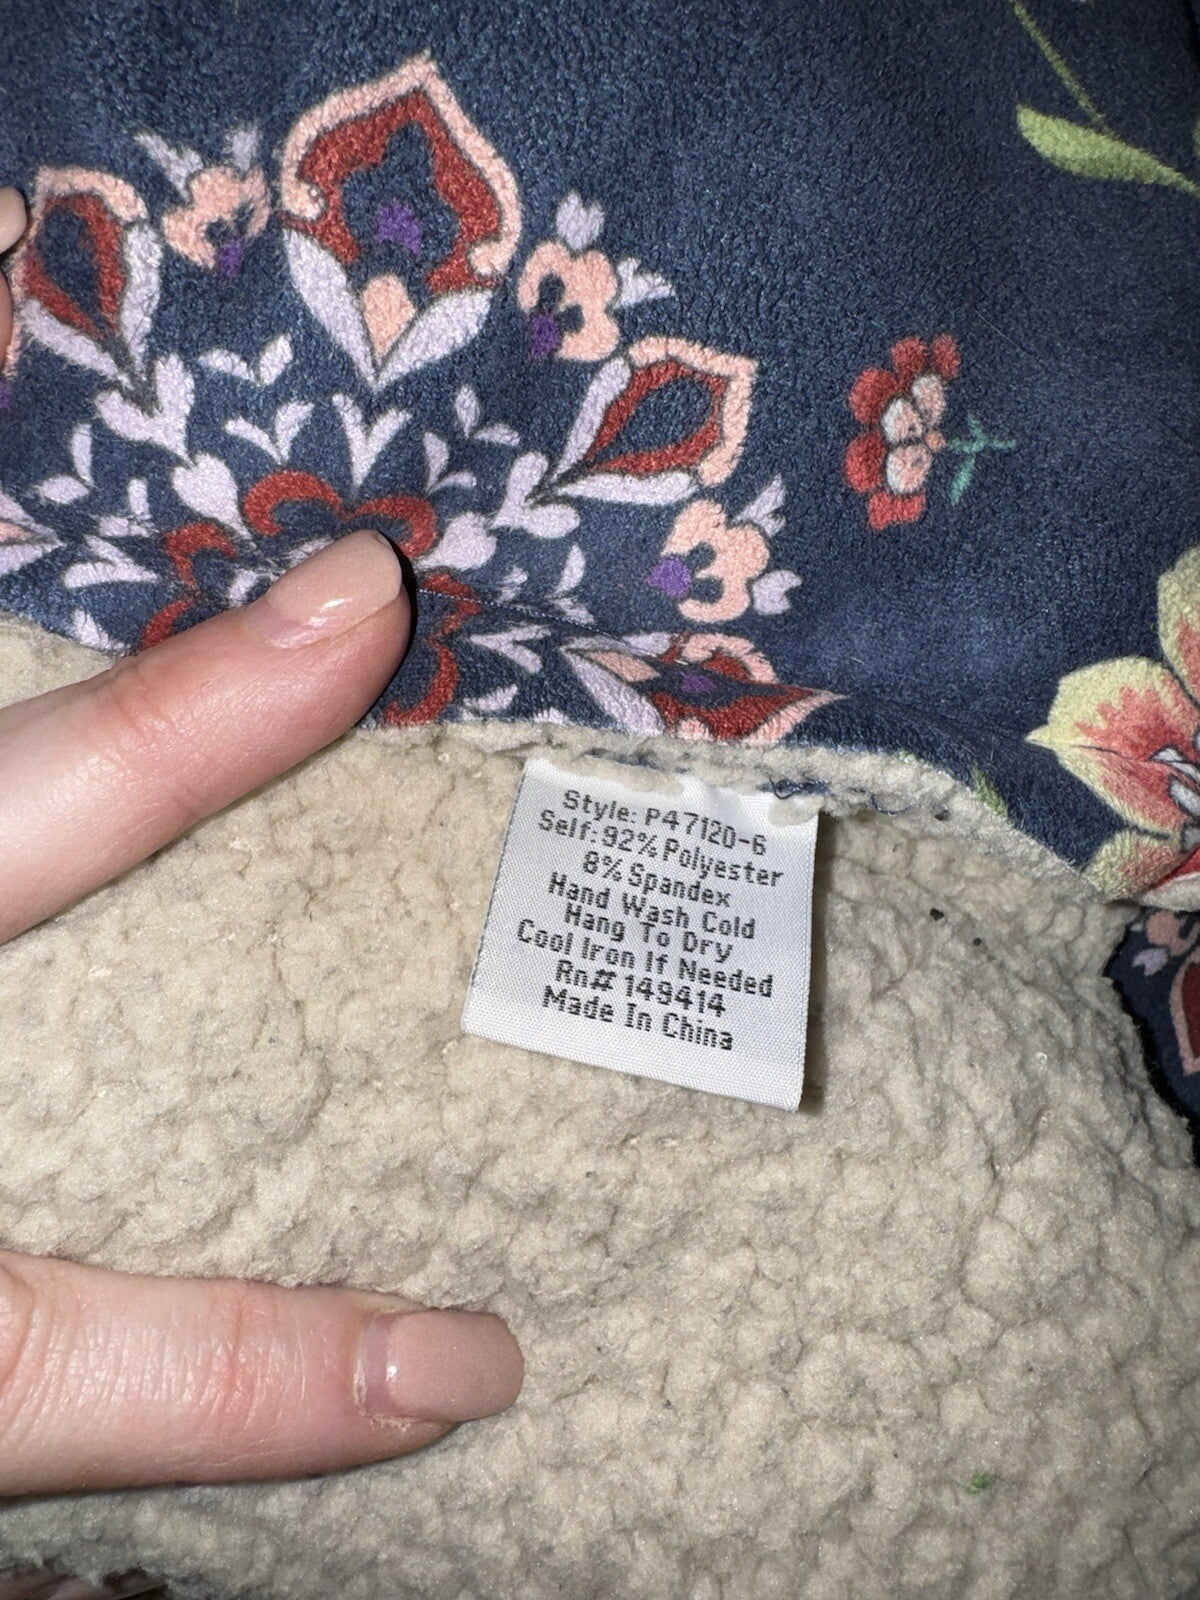 Style: P47120-6
Self: 92% Polyester
8% Spandex
Hand Wash Cold
Hang To Dry
Cool Iron If Needed
Rn# 149414
Made In China